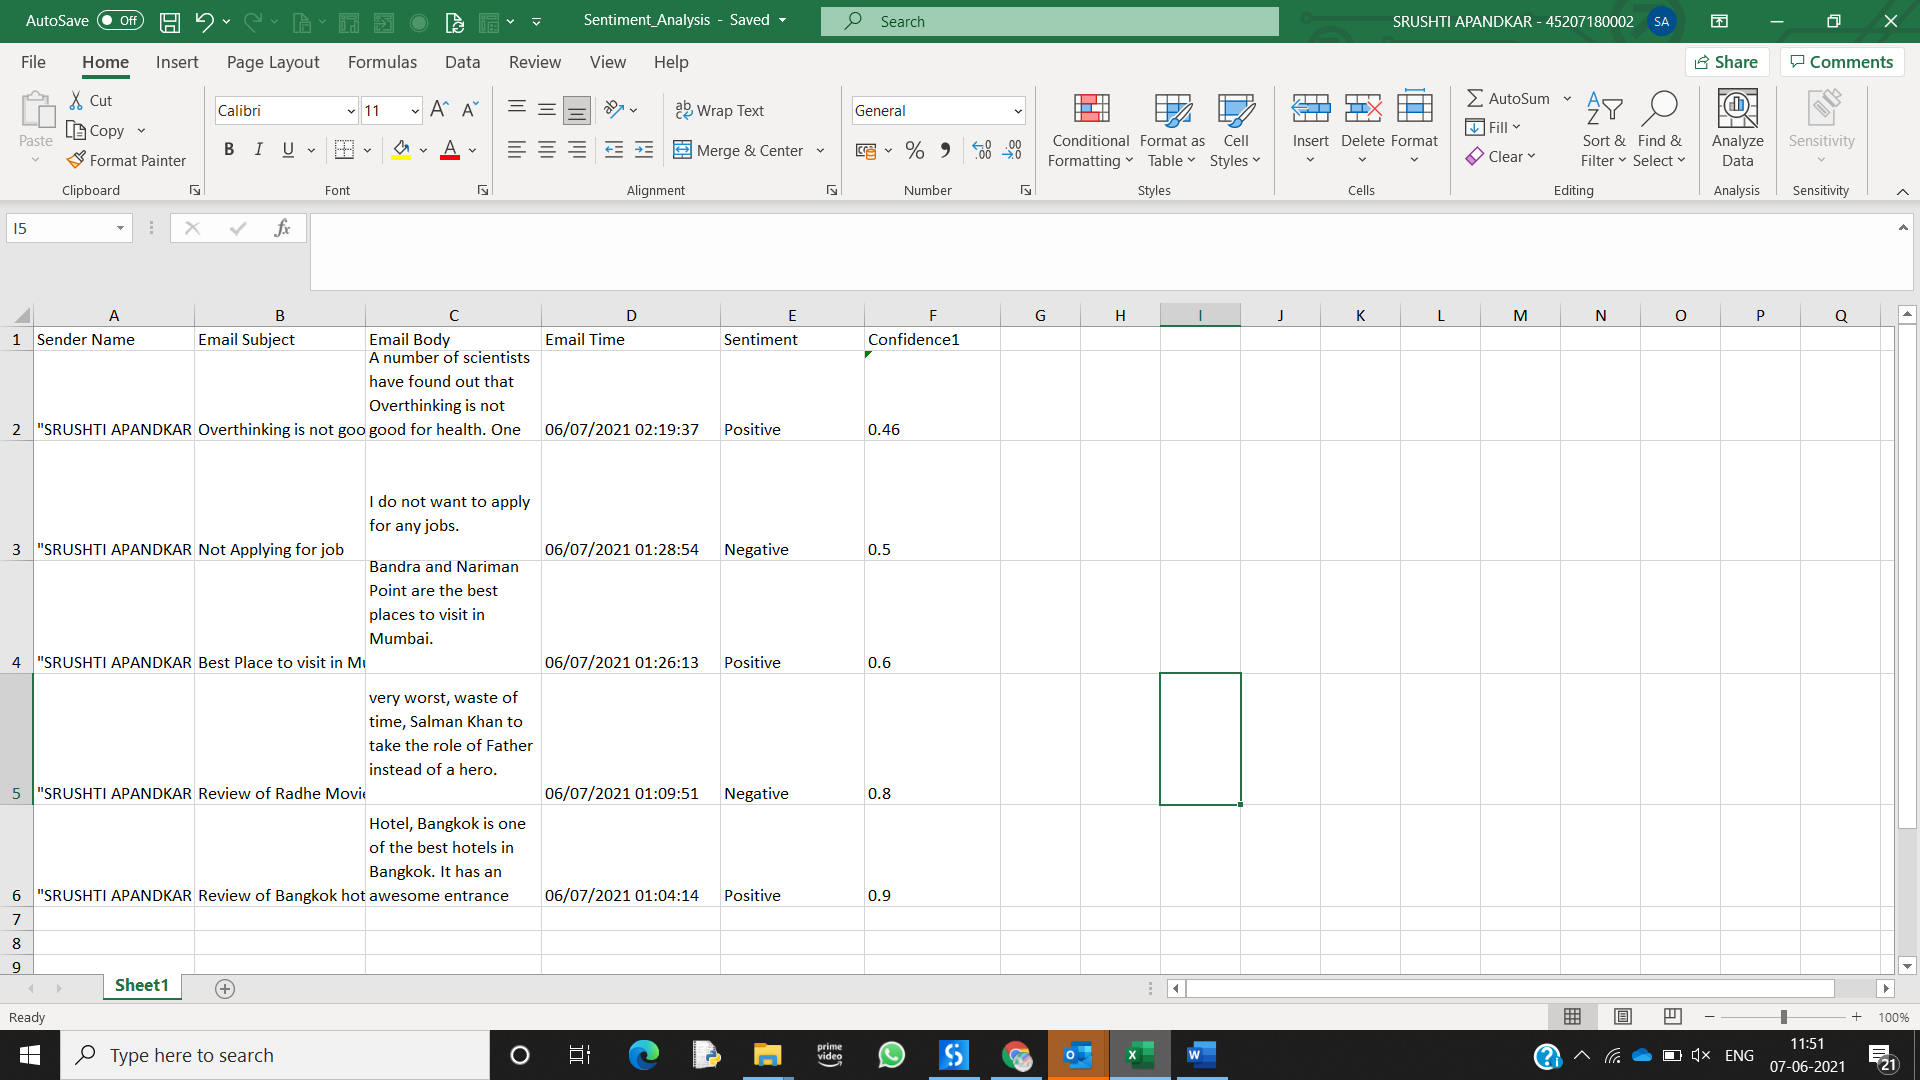 AutoSave Off Sentiment_Analysis - Saved Search SRUSHTI APANDKAR - 45207180002 SA
File Home Insert Page Layout Formulas Data Review View Help Share Comments
Paste
Cut
Copy
Format Painter
Clipboard
Calibri 11
B I U
Font
Wrap Text
Merge & Center
Alignment
General
Number
Conditional Formatting
Format as Table
Cell Styles
Styles
Insert Delete Format
Cells
AutoSum
Fill
Clear
Sort & Filter
Find & Select
Editing
Analyze Data
Analysis
Sensitivity
Sensitivity
I5 fx
A B C D E F G H I J K L M N O P Q
1 Sender Name Email Subject Email Body Email Time Sentiment Confidence1
A number of scientists
have found out that
Overthinking is not
2 "SRUSHTI APANDKAR Overthinking is not goo good for health. One 06/07/2021 02:19:37 Positive 0.46
I do not want to apply
for any jobs.
3 "SRUSHTI APANDKAR Not Applying for job 06/07/2021 01:28:54 Negative 0.5
Bandra and Nariman
Point are the best
places to visit in
Mumbai.
4 "SRUSHTI APANDKAR Best Place to visit in Mu 06/07/2021 01:26:13 Positive 0.6
very worst, waste of
time, Salman Khan to
take the role of Father
instead of a hero.
5 "SRUSHTI APANDKAR Review of Radhe Movie 06/07/2021 01:09:51 Negative 0.8
Hotel, Bangkok is one
of the best hotels in
Bangkok. It has an
6 "SRUSHTI APANDKAR Review of Bangkok hot awesome entrance 06/07/2021 01:04:14 Positive 0.9
7
8
9
Sheet1
Ready 100%
Type here to search prime video ENG 11:51
07-06-2021 21